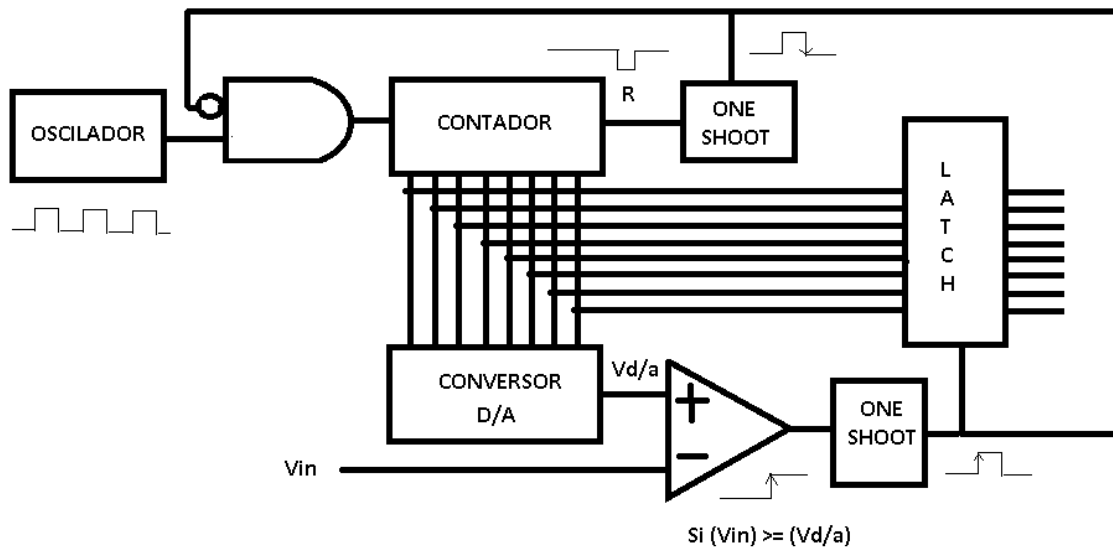 OSCILADOR
CONTADOR
R
ONE
SHOOT
L
A
T
C
H
CONVERSOR
D/A
Vd/a
+
−
ONE
SHOOT
Vin
Si (Vin) >= (Vd/a)